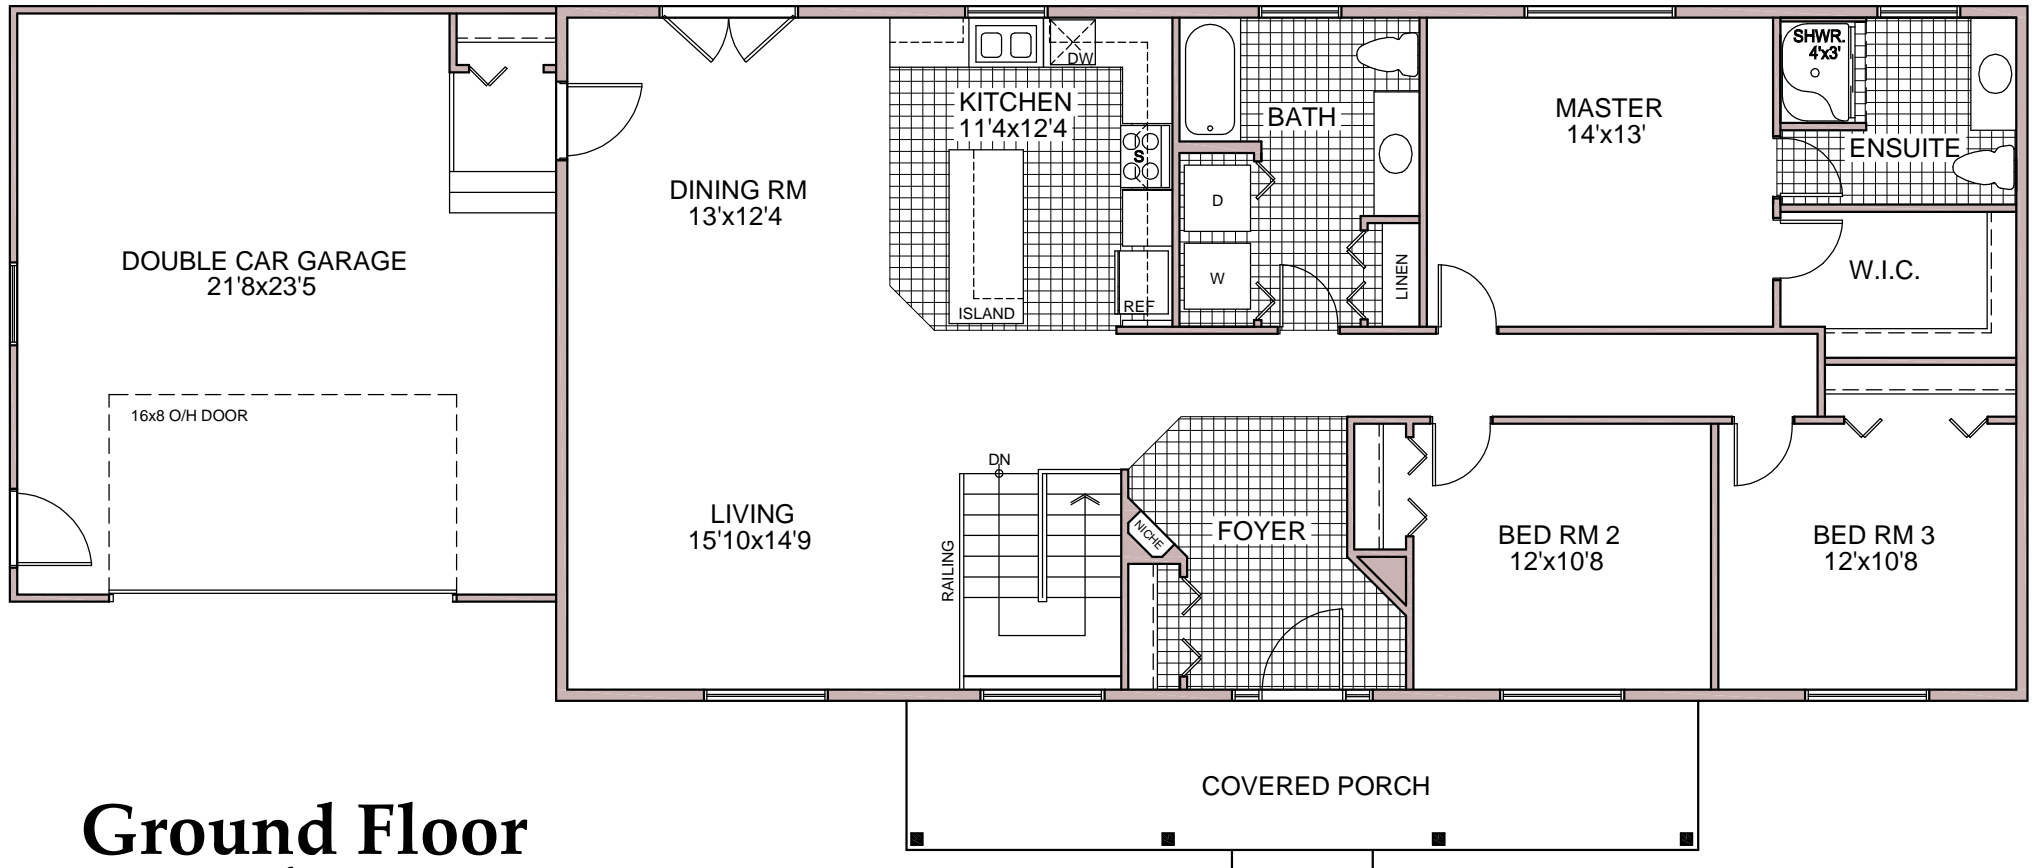 DOUBLE CAR GARAGE
21'8x23'5
16x8 O/H DOOR
DINING RM
13'x12'4
KITCHEN
11'4x12'4
DW
S
ISLAND
REF
BATH
D
W
LINEN
MASTER
14'x13'
SHWR.
4'x3'
ENSUITE
W.I.C.
LIVING
15'10x14'9
DN
RAILING
NICHE
FOYER
BED RM 2
12'x10'8
BED RM 3
12'x10'8
COVERED PORCH
Ground Floor